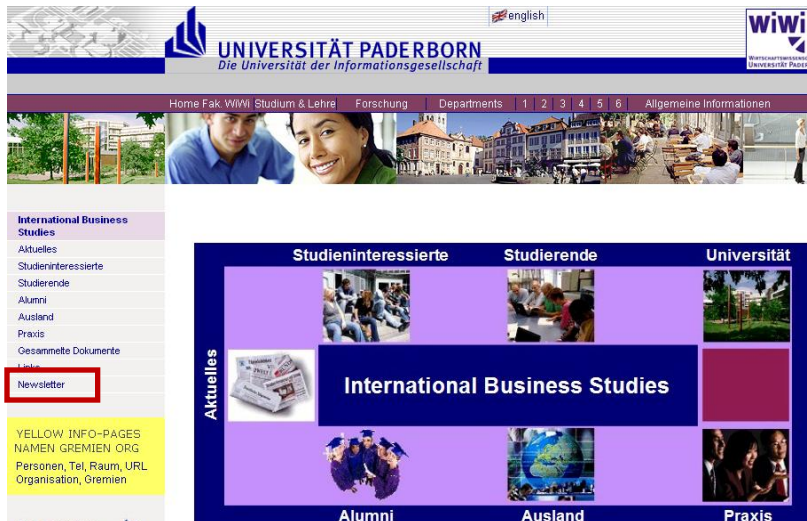 english
UNIVERSITÄT PADERBORN
Die Universität der Informationsgesellschaft
WiWi
Home Fak. WiWi Studium & Lehre Forschung Departments 1 2 3 4 5 6 Allgemeine Informationen
International Business
Studies
Aktuelles
Studieninteressierte
Studierende
Alumni
Ausland
Praxis
Gesammelte Dokumente
Links
Newsletter
YELLOW INFO-PAGES
NAMEN GREMIEN ORG
Personen, Tel, Raum, URL
Organisation, Gremien
Studieninteressierte Studierende Universität
Aktuelles
International Business Studies
Alumni Ausland Praxis